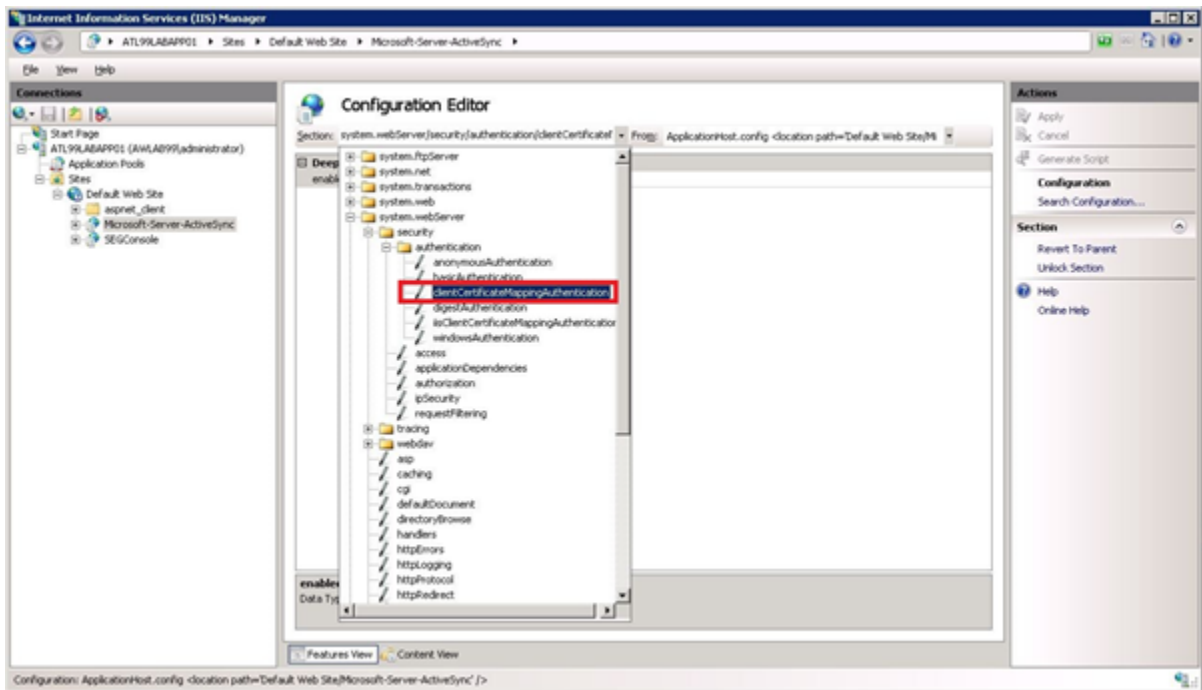 Internet Information Services (IIS) Manager
ATL99LABAPP01 ▸ Sites ▸ Default Web Site ▸ Microsoft-Server-ActiveSync ▸
File View Help
Connections
Start Page
ATL99LABAPP01 (AWLAB99\administrator)
Application Pools
Sites
Default Web Site
aspnet_client
Microsoft-Server-ActiveSync
SEGConsole
Configuration Editor
Section: system.webServer/security/authentication/clientCertificateM From: ApplicationHost.config <location path='Default Web Site/Mi
Deep
enabl
system.ftpServer
system.net
system.transactions
system.web
system.webServer
security
authentication
anonymousAuthentication
basicAuthentication
clientCertificateMappingAuthentication
digestAuthentication
iisClientCertificateMappingAuthentication
windowsAuthentication
access
applicationDependencies
authorization
ipSecurity
requestFiltering
tracing
webdav
asp
caching
cgi
defaultDocument
directoryBrowse
handlers
httpErrors
httpLogging
httpProtocol
httpRedirect
enabled
Data Typ
Features View Content View
Actions
Apply
Cancel
Generate Script
Configuration
Search Configuration...
Section
Revert To Parent
Unlock Section
Help
Online Help
Configuration: ApplicationHost.config <location path='Default Web Site/Microsoft-Server-ActiveSync' />